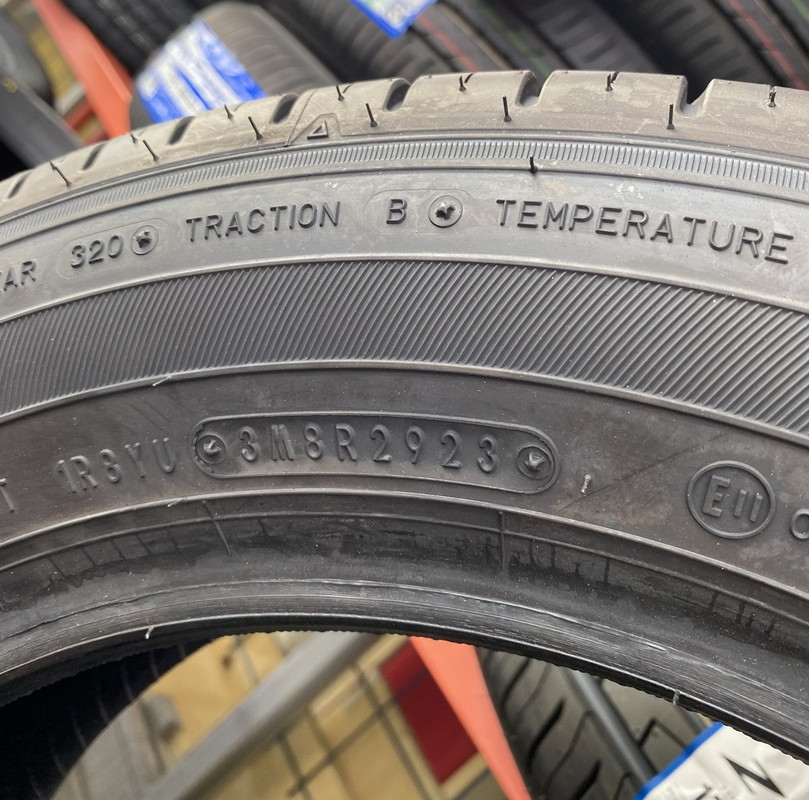 AR 320 TRACTION B TEMPERATURE
T 1R8YU 3M8R2923 E11
N